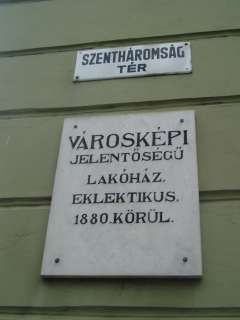 SZENTHÁROMSÁG
TÉR
VÁROSKÉPI
JELENTŐSÉGŰ
LAKÓHÁZ.
EKLEKTIKUS.
1880.KÖRÜL.